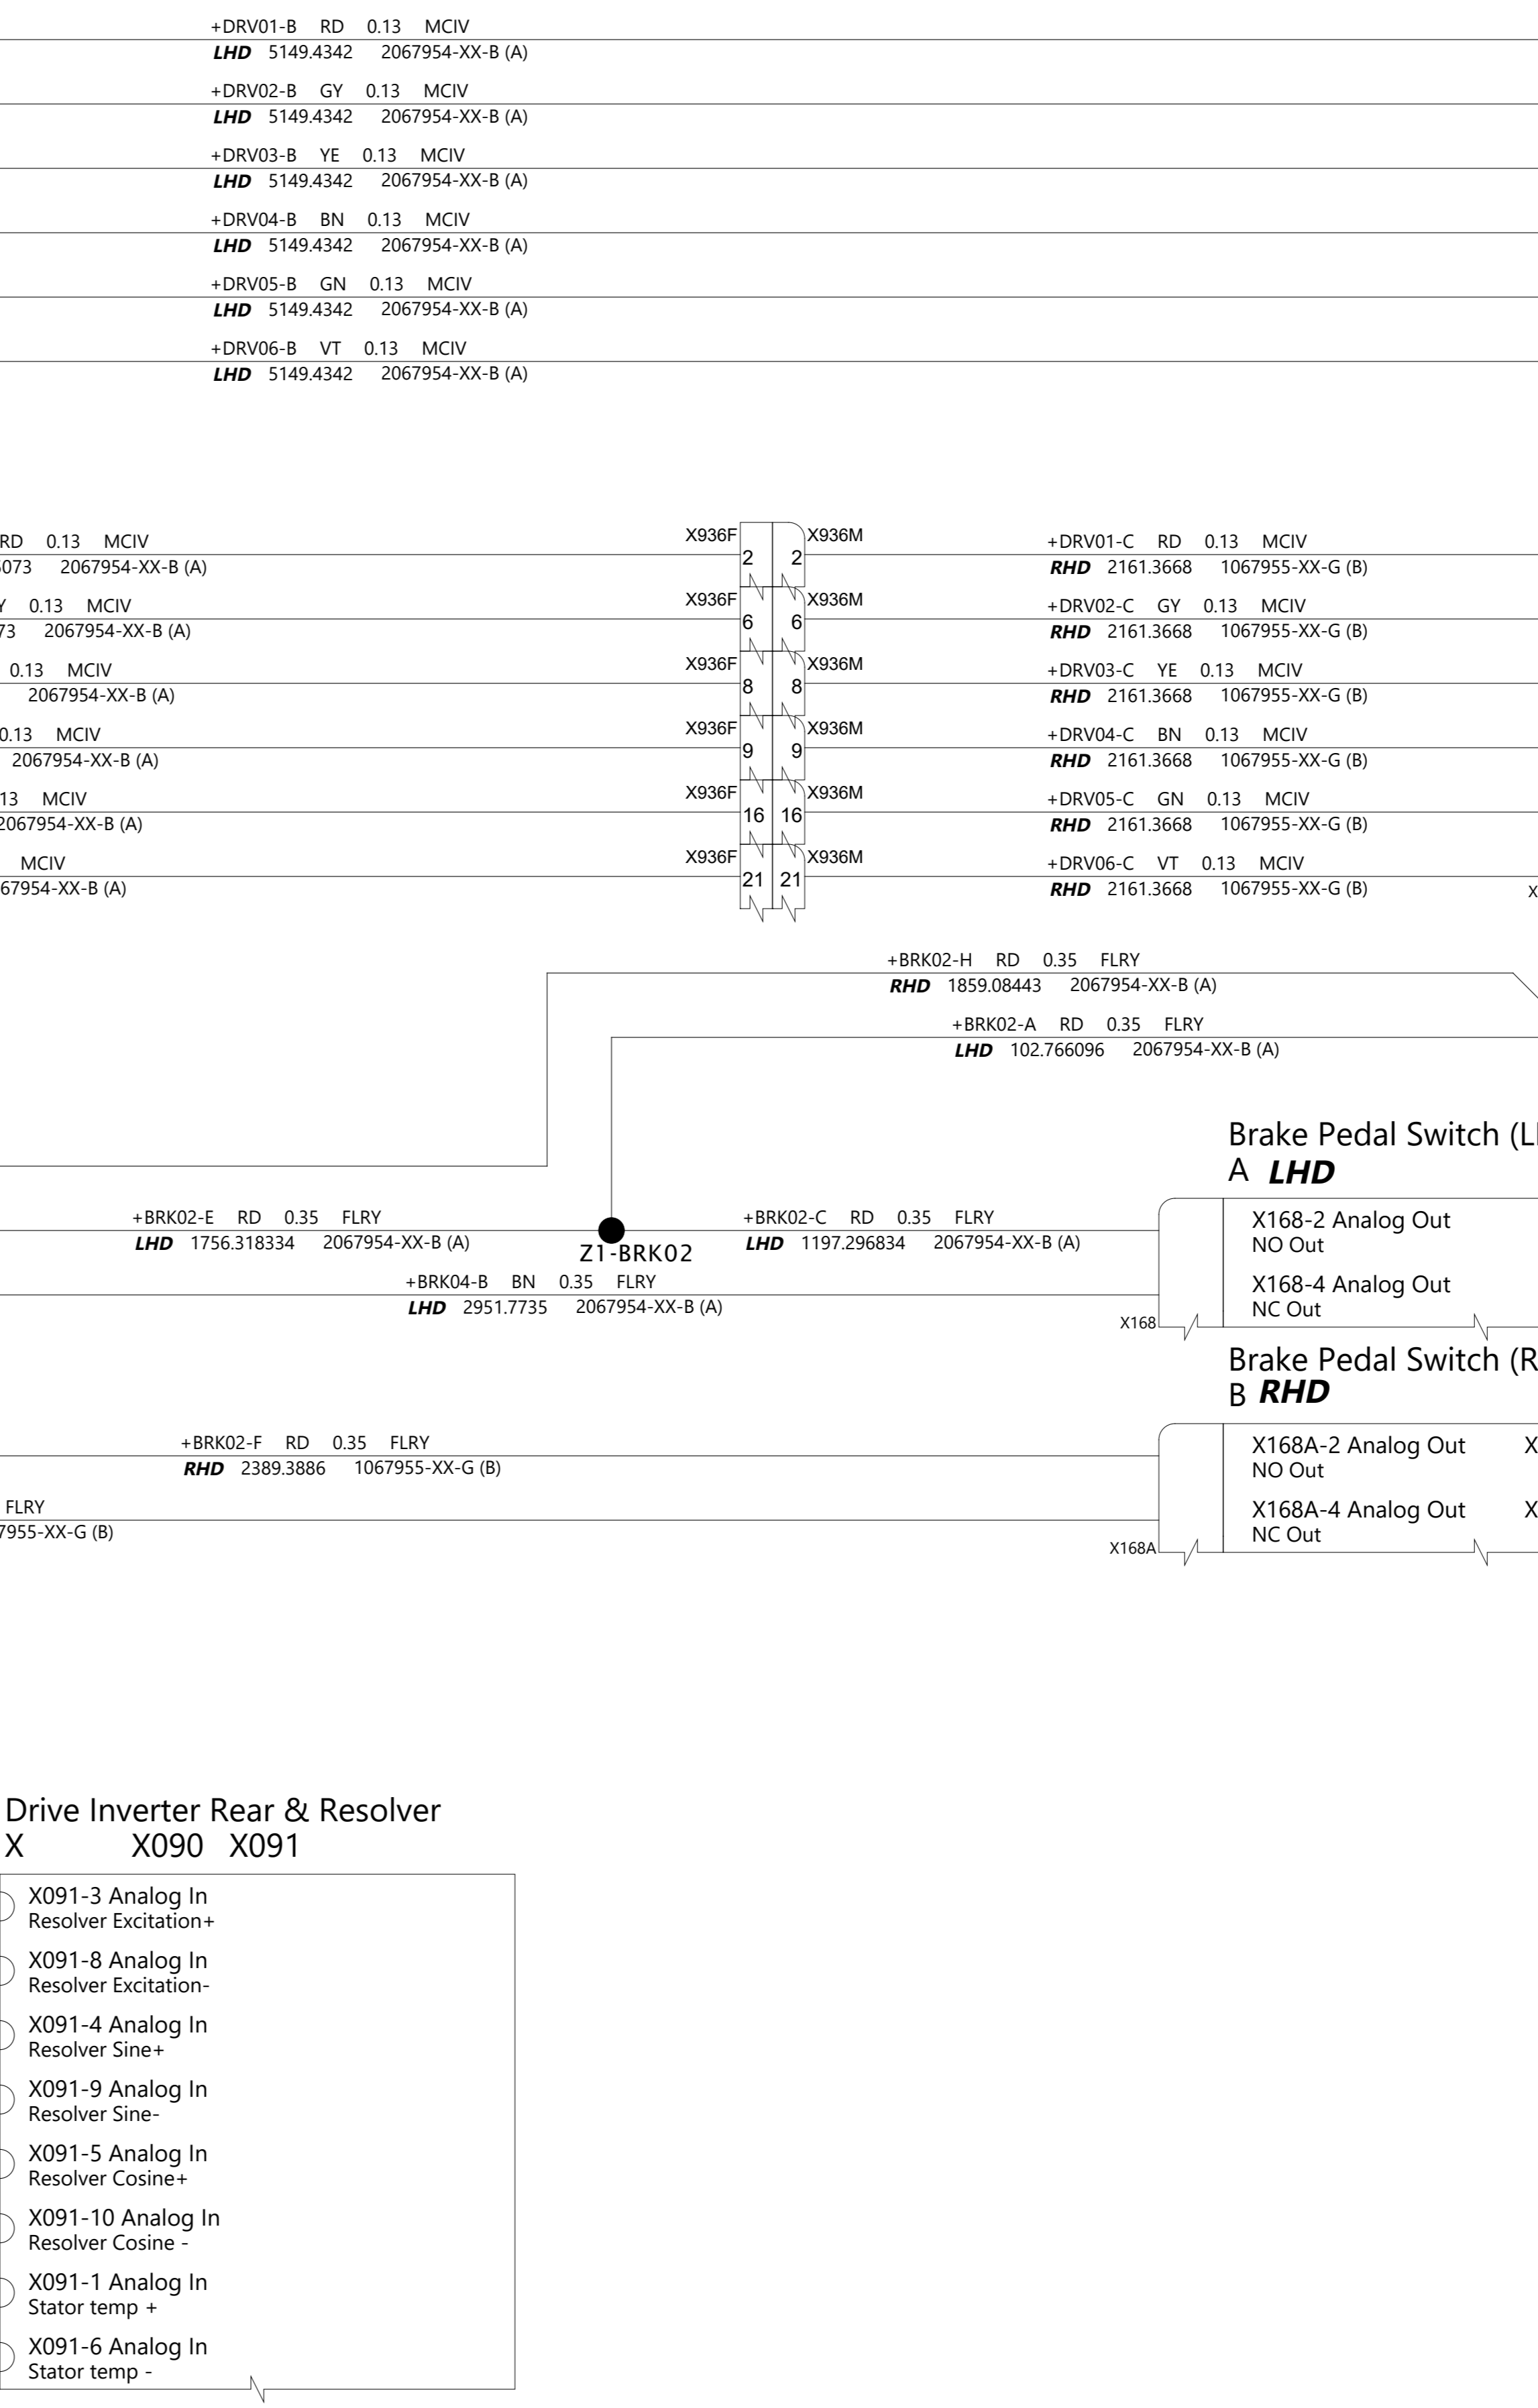 +DRV01-B RD 0.13 MCIV
LHD 5149.4342 2067954-XX-B (A)
+DRV02-B GY 0.13 MCIV
LHD 5149.4342 2067954-XX-B (A)
+DRV03-B YE 0.13 MCIV
LHD 5149.4342 2067954-XX-B (A)
+DRV04-B BN 0.13 MCIV
LHD 5149.4342 2067954-XX-B (A)
+DRV05-B GN 0.13 MCIV
LHD 5149.4342 2067954-XX-B (A)
+DRV06-B VT 0.13 MCIV
LHD 5149.4342 2067954-XX-B (A)
RD 0.13 MCIV X936F X936M +DRV01-C RD 0.13 MCIV
5073 2067954-XX-B (A) 2 2 RHD 2161.3668 1067955-XX-G (B)
Y 0.13 MCIV X936F X936M +DRV02-C GY 0.13 MCIV
73 2067954-XX-B (A) 6 6 RHD 2161.3668 1067955-XX-G (B)
0.13 MCIV X936F X936M +DRV03-C YE 0.13 MCIV
2067954-XX-B (A) 8 8 RHD 2161.3668 1067955-XX-G (B)
0.13 MCIV X936F X936M +DRV04-C BN 0.13 MCIV
2067954-XX-B (A) 9 9 RHD 2161.3668 1067955-XX-G (B)
13 MCIV X936F X936M +DRV05-C GN 0.13 MCIV
2067954-XX-B (A) 16 16 RHD 2161.3668 1067955-XX-G (B)
MCIV X936F X936M +DRV06-C VT 0.13 MCIV
67954-XX-B (A) 21 21 RHD 2161.3668 1067955-XX-G (B) X
+BRK02-H RD 0.35 FLRY
RHD 1859.08443 2067954-XX-B (A)
+BRK02-A RD 0.35 FLRY
LHD 102.766096 2067954-XX-B (A)
Brake Pedal Switch (L
A LHD
+BRK02-E RD 0.35 FLRY +BRK02-C RD 0.35 FLRY X168-2 Analog Out
LHD 1756.318334 2067954-XX-B (A) Z1-BRK02 LHD 1197.296834 2067954-XX-B (A) NO Out
+BRK04-B BN 0.35 FLRY X168-4 Analog Out
LHD 2951.7735 2067954-XX-B (A) NC Out
X168
Brake Pedal Switch (R
B RHD
+BRK02-F RD 0.35 FLRY X168A-2 Analog Out X
RHD 2389.3886 1067955-XX-G (B) NO Out
FLRY X168A-4 Analog Out X
7955-XX-G (B) NC Out
X168A
Drive Inverter Rear & Resolver
X X090 X091
X091-3 Analog In
Resolver Excitation+
X091-8 Analog In
Resolver Excitation-
X091-4 Analog In
Resolver Sine+
X091-9 Analog In
Resolver Sine-
X091-5 Analog In
Resolver Cosine+
X091-10 Analog In
Resolver Cosine -
X091-1 Analog In
Stator temp +
X091-6 Analog In
Stator temp -